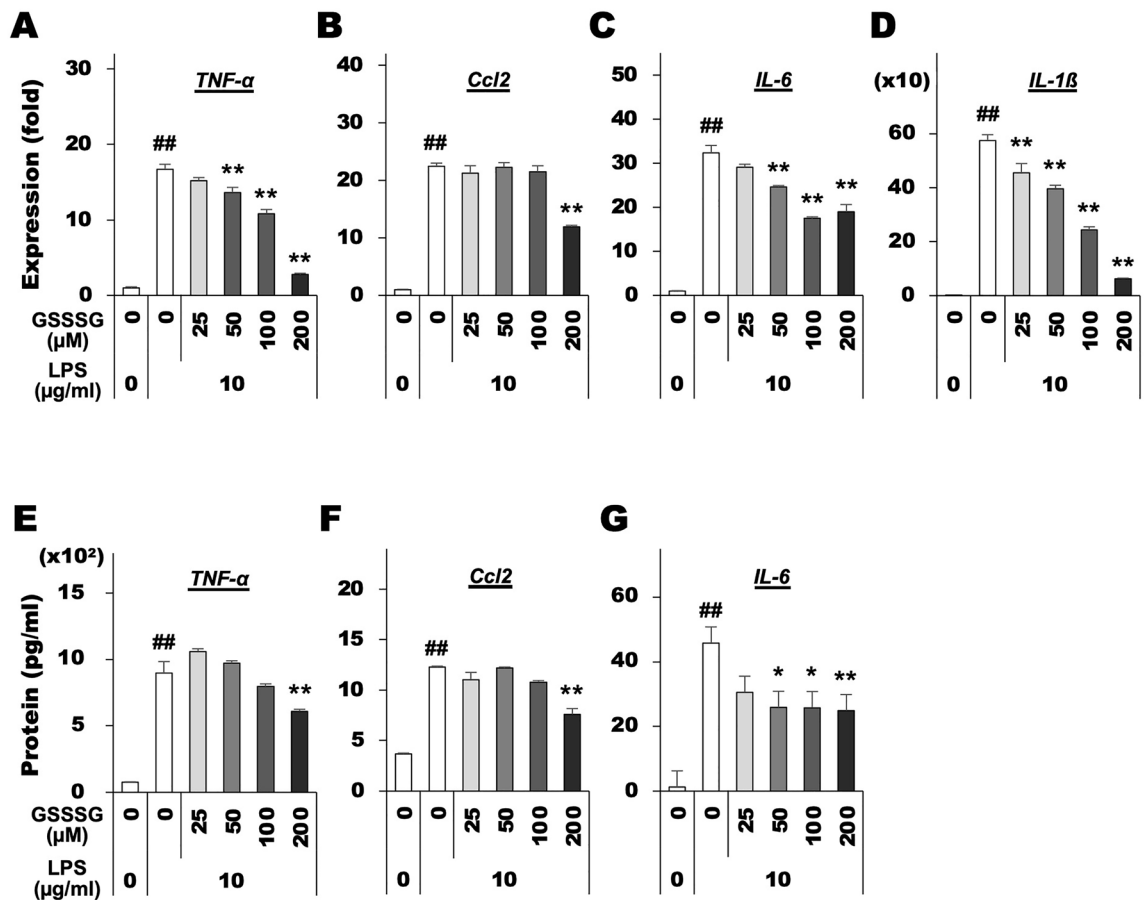 A B C D
TNF-α Ccl2 IL-6 (x10) IL-1ß
Expression (fold)
30 20 10 0
## ** ** **
40 30 20 10 0
## **
50 40 30 20 10 0
## ** ** **
60 40 20 0
## ** ** ** **
GSSSG (µM) 0 0 25 50 100 200 0 0 25 50 100 200 0 0 25 50 100 200 0 0 25 50 100 200
LPS (µg/ml) 0 10 0 10 0 10 0 10
E F G
(x10²) TNF-α Ccl2 IL-6
Protein (pg/ml)
15 10 5 0
## **
20 15 10 5 0
## **
60 40 20 0
## * * **
GSSSG (µM) 0 0 25 50 100 200 0 0 25 50 100 200 0 0 25 50 100 200
LPS (µg/ml) 0 10 0 10 0 10